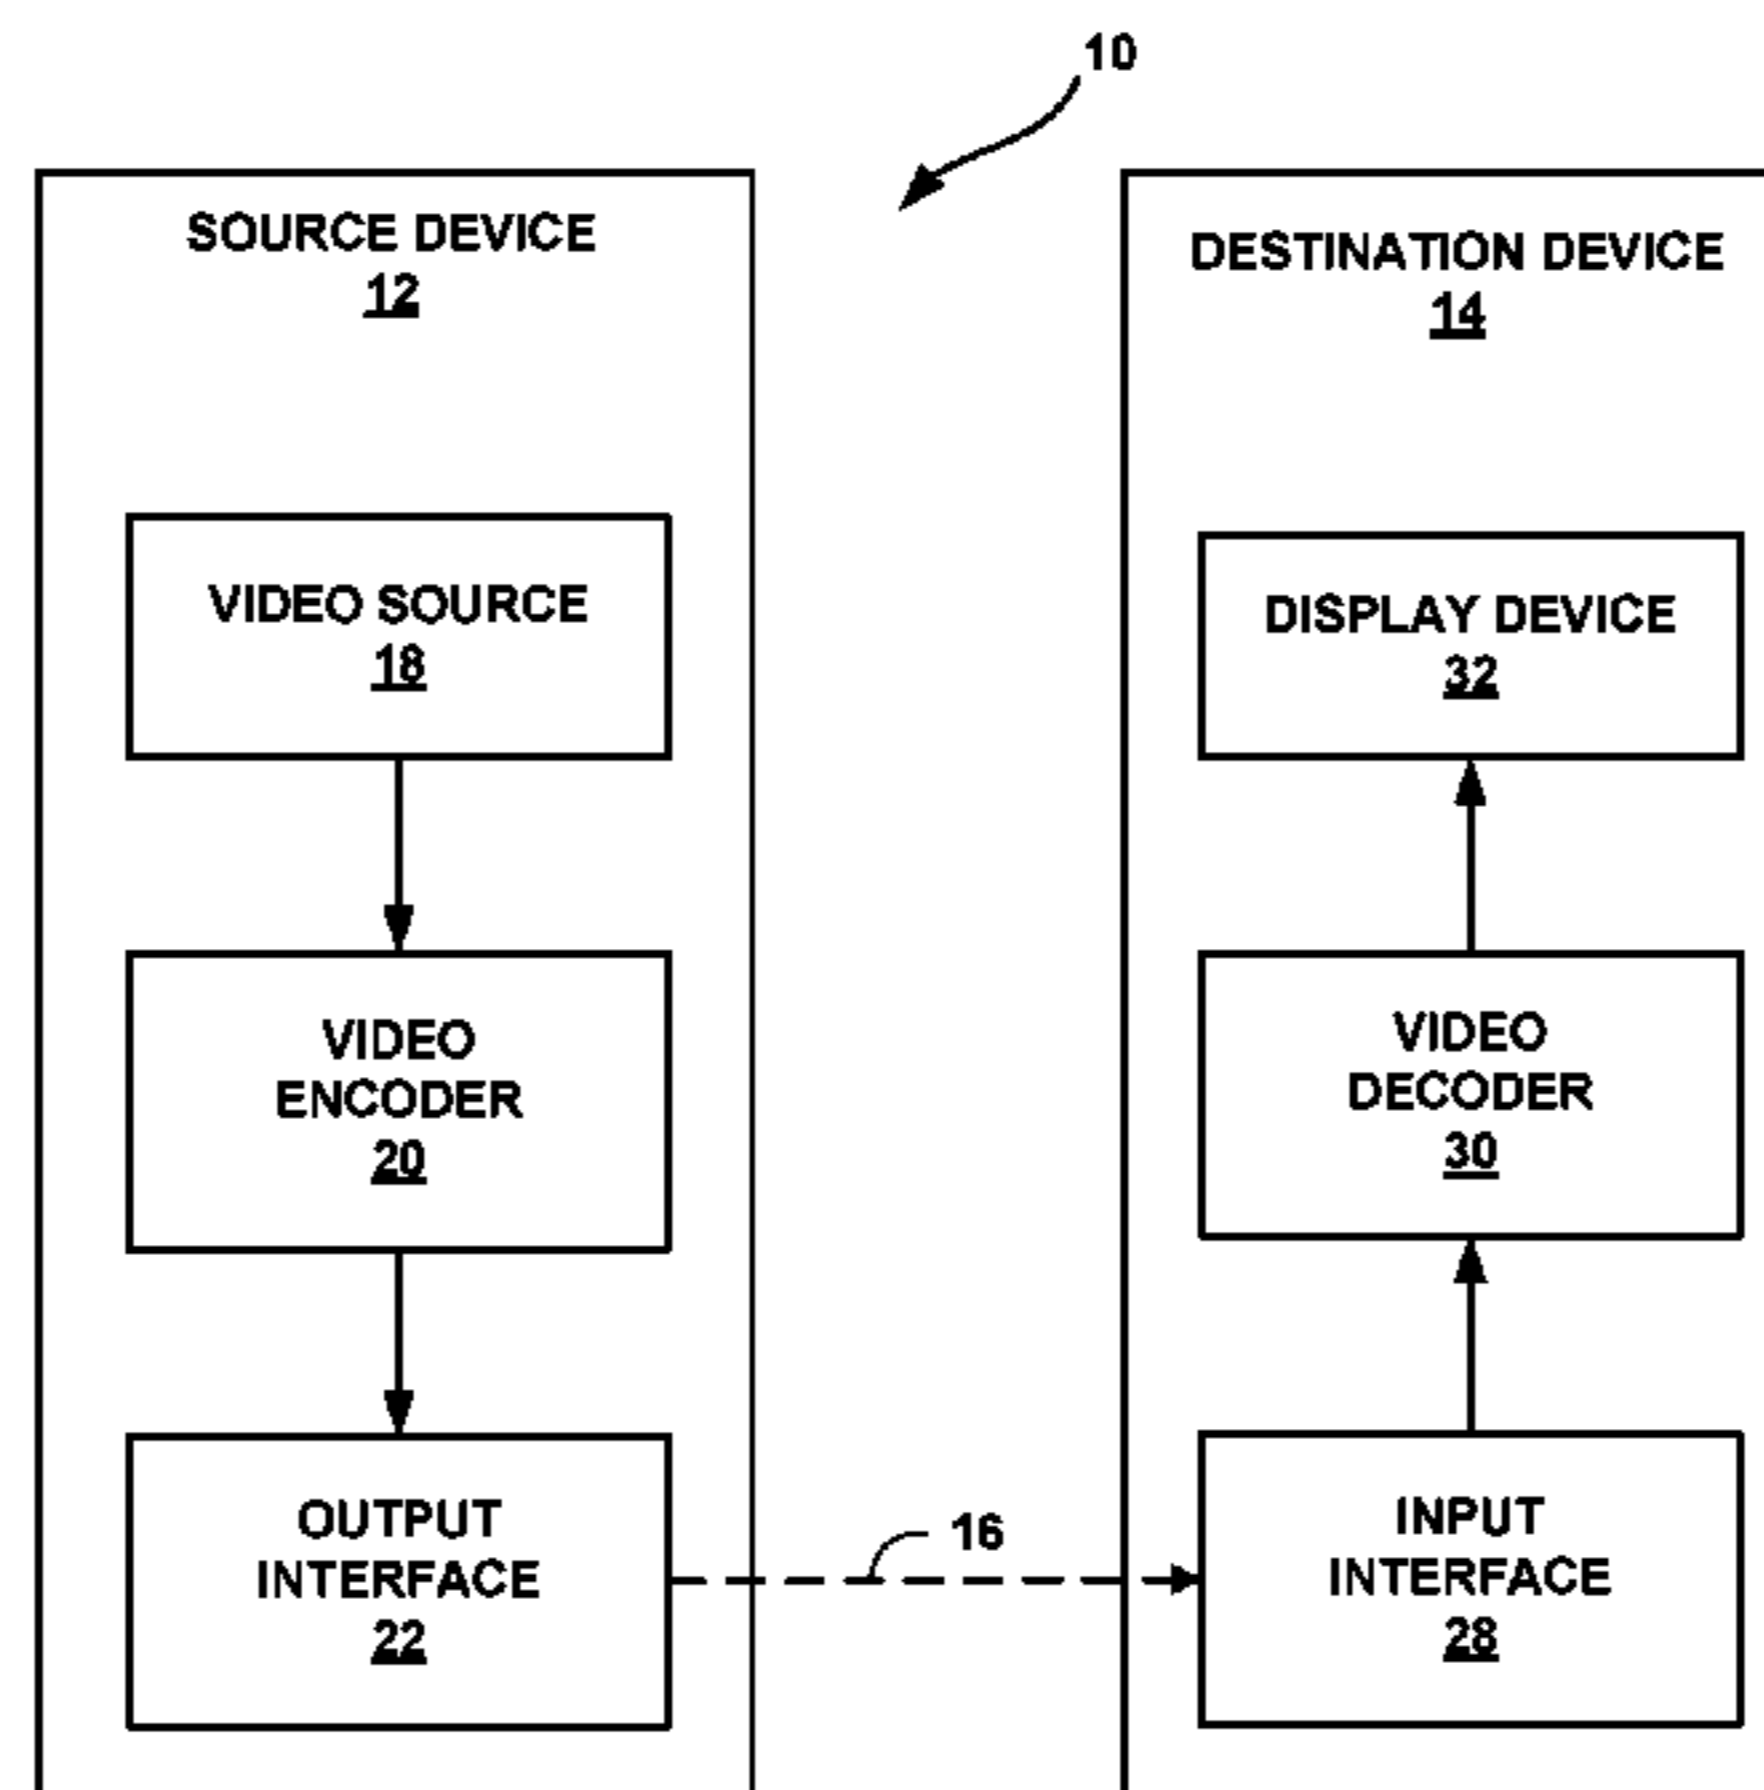 10
SOURCE DEVICE
12
VIDEO SOURCE
18
VIDEO
ENCODER
20
OUTPUT
INTERFACE
22
16
DESTINATION DEVICE
14
DISPLAY DEVICE
32
VIDEO
DECODER
30
INPUT
INTERFACE
28